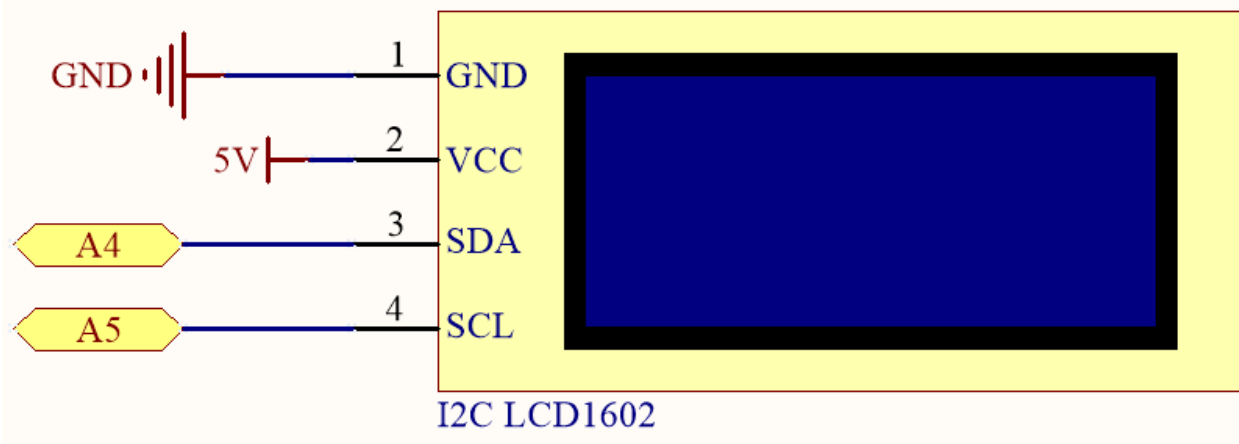 GND 1 GND
5V 2 VCC
A4 3 SDA
A5 4 SCL
I2C LCD1602